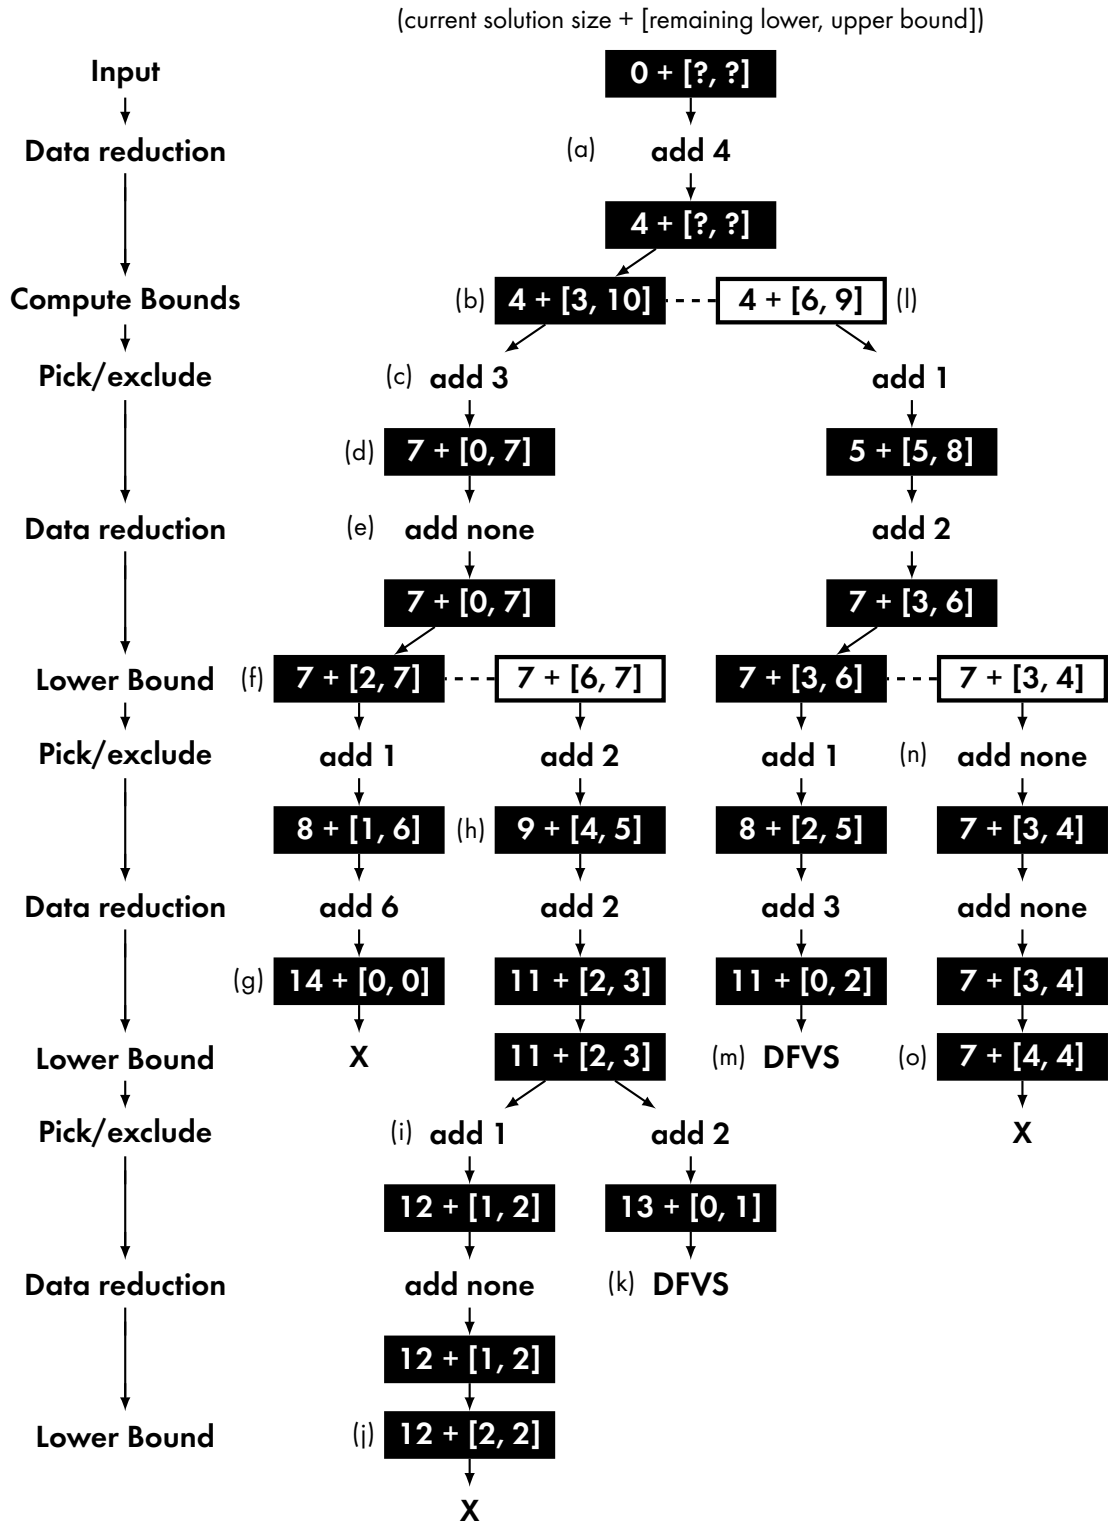 (current solution size + [remaining lower, upper bound])
Input 0 + [?, ?]
Data reduction (a) add 4
4 + [?, ?]
Compute Bounds (b) 4 + [3, 10] 4 + [6, 9] (l)
Pick/exclude (c) add 3 add 1
(d) 7 + [0, 7] 5 + [5, 8]
Data reduction (e) add none add 2
7 + [0, 7] 7 + [3, 6]
Lower Bound (f) 7 + [2, 7] 7 + [6, 7] 7 + [3, 6] 7 + [3, 4]
Pick/exclude add 1 add 2 add 1 (n) add none
8 + [1, 6] (h) 9 + [4, 5] 8 + [2, 5] 7 + [3, 4]
Data reduction add 6 add 2 add 3 add none
(g) 14 + [0, 0] 11 + [2, 3] 11 + [0, 2] 7 + [3, 4]
Lower Bound X 11 + [2, 3] (m) DFVS (o) 7 + [4, 4]
Pick/exclude (i) add 1 add 2 X
12 + [1, 2] 13 + [0, 1]
Data reduction add none (k) DFVS
12 + [1, 2]
Lower Bound (j) 12 + [2, 2]
X